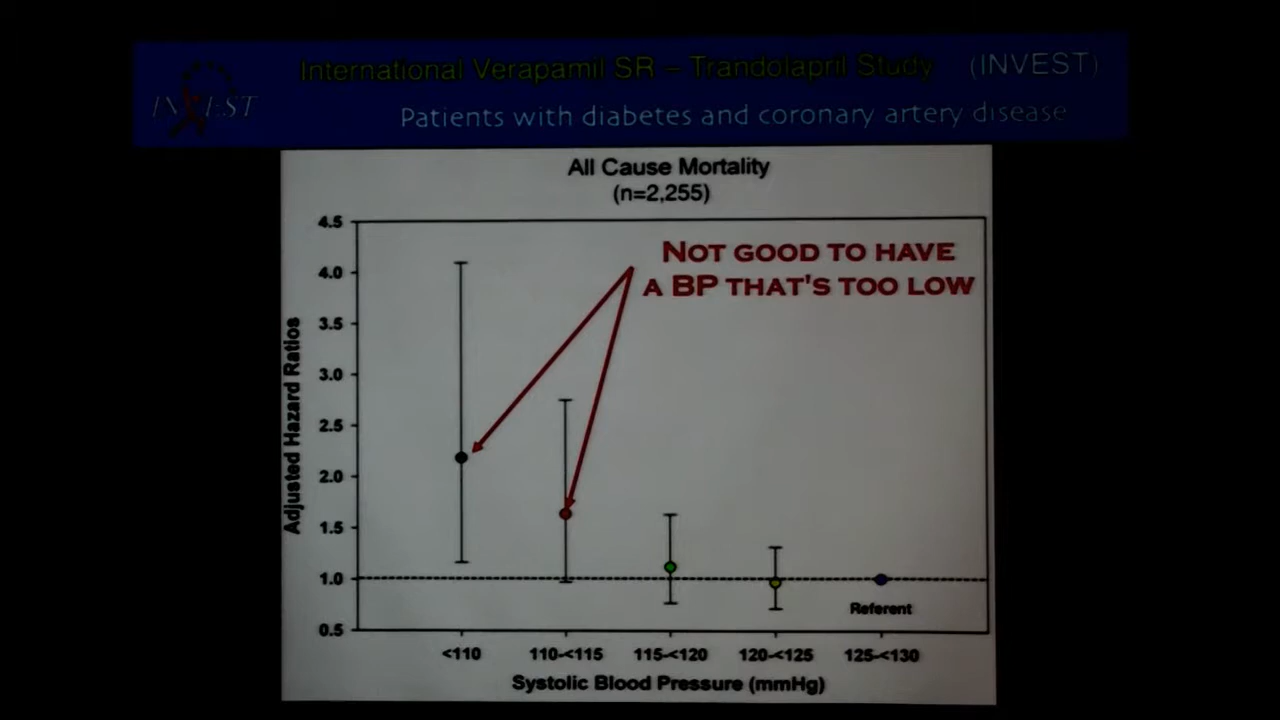 International Verapamil SR – Trandolapril Study (INVEST)
INVEST
Patients with diabetes and coronary artery disease
All Cause Mortality
(n=2,255)
NOT GOOD TO HAVE
A BP THAT'S TOO LOW
Adjusted Hazard Ratios
4.5
4.0
3.5
3.0
2.5
2.0
1.5
1.0
0.5
Referent
<110 110-<115 115-<120 120-<125 125-<130
Systolic Blood Pressure (mmHg)